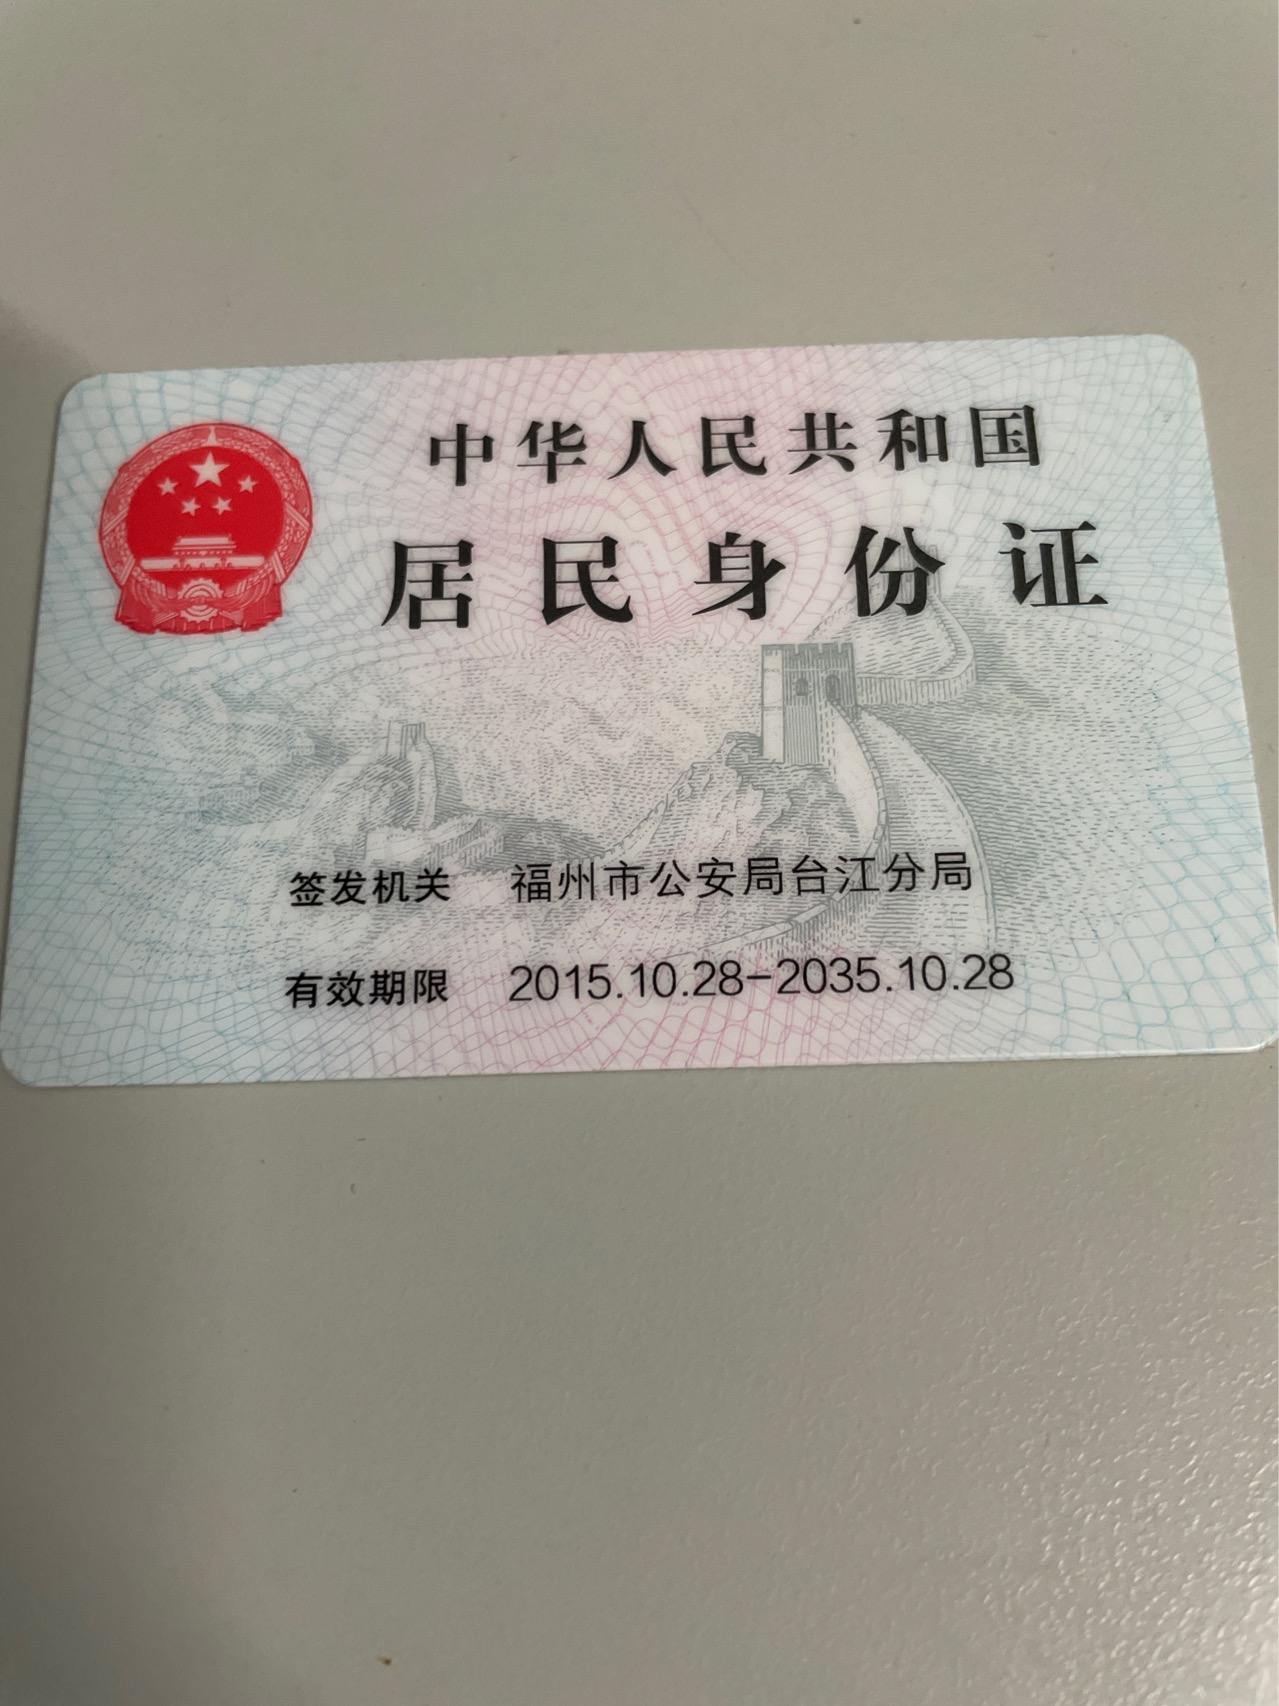 中华人民共和国
居民身份证
签发机关 福州市公安局台江分局
有效期限 2015.10.28-2035.10.28